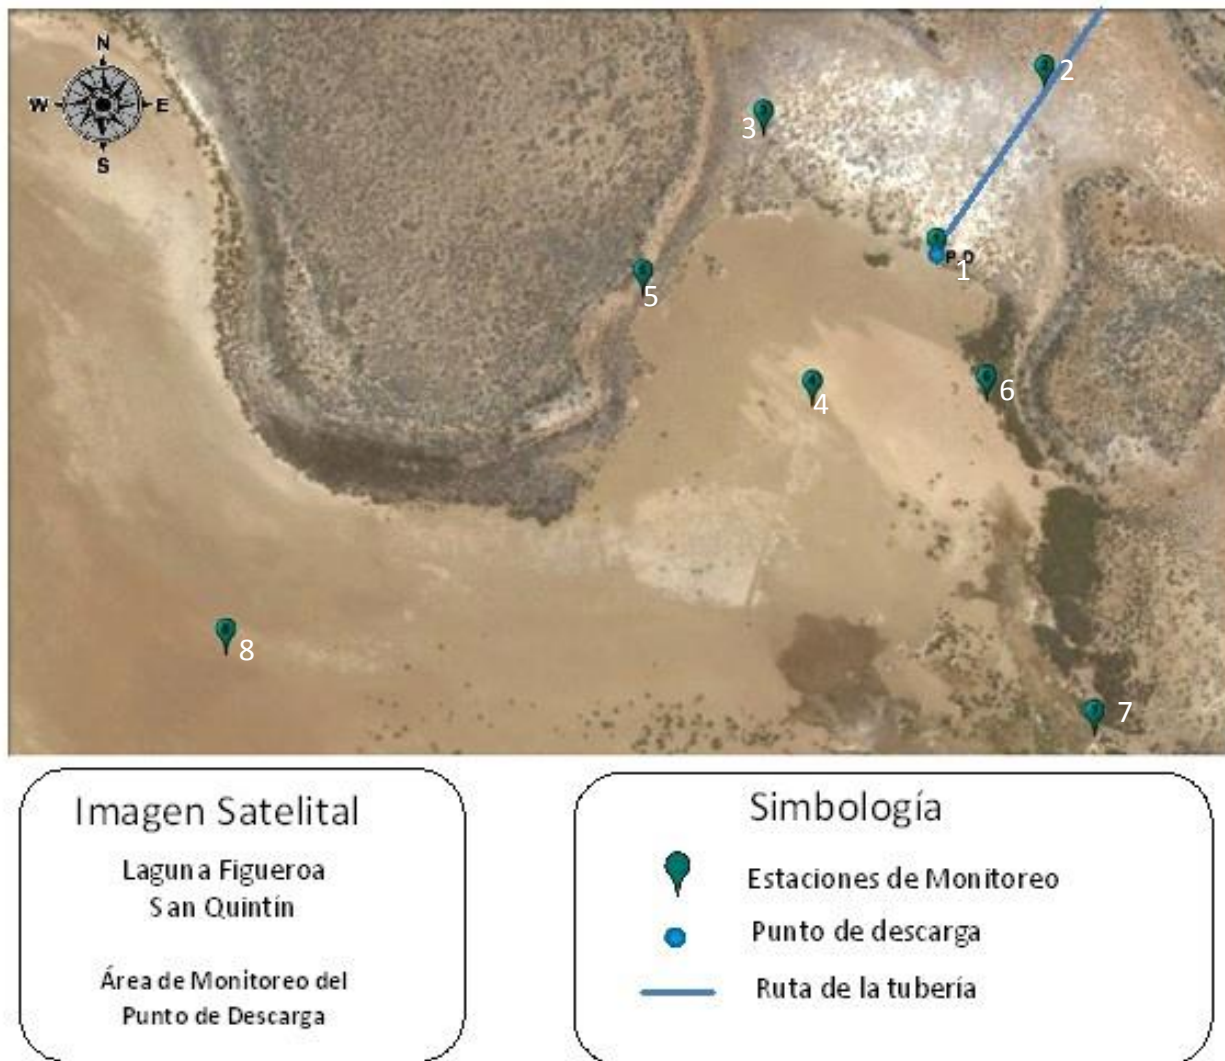 N
W E
S
2
3
P.D
1
5
6
4
8
7
Imagen Satelital
Laguna Figueroa
San Quintín
Área de Monitoreo del
Punto de Descarga
Simbología
Estaciones de Monitoreo
Punto de descarga
Ruta de la tubería